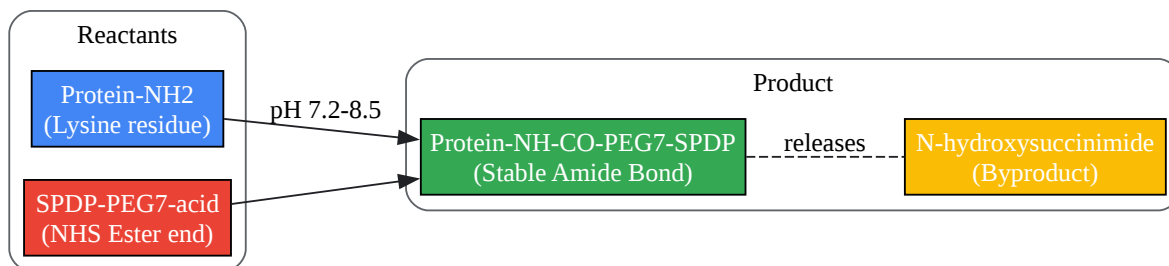 Reactants
Protein-NH2
(Lysine residue)
SPDP-PEG7-acid
(NHS Ester end)
pH 7.2-8.5
Product
Protein-NH-CO-PEG7-SPDP
(Stable Amide Bond)
releases
N-hydroxysuccinimide
(Byproduct)